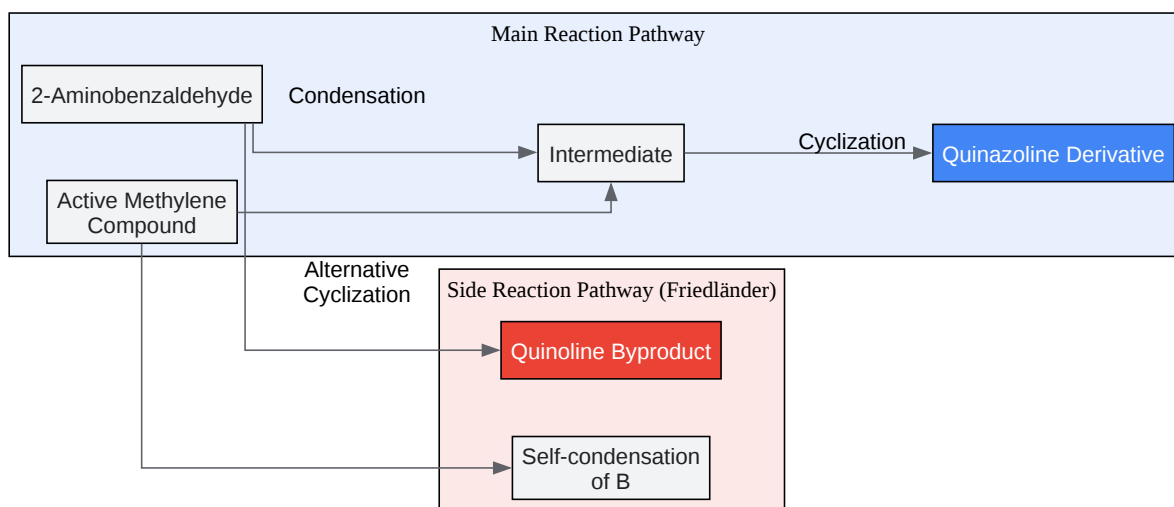 Main Reaction Pathway
2-Aminobenzaldehyde
Condensation
Intermediate
Cyclization
Quinazoline Derivative
Active Methylene
Compound
Alternative
Cyclization
Side Reaction Pathway (Friedländer)
Quinoline Byproduct
Self-condensation
of B